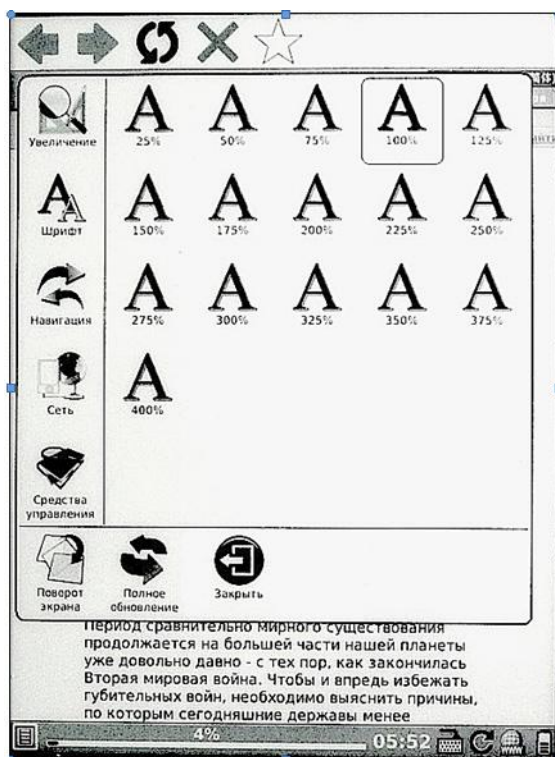 Увеличение
25% 50% 75% 100% 125%
Шрифт
150% 175% 200% 225% 250%
Навигация
275% 300% 325% 350% 375%
Сеть
400%
Средства
управления
Поворот
экрана
Полное
обновление
Закрыть
Период сравнительно мирного существования
продолжается на большей части нашей планеты
уже довольно давно - с тех пор, как закончилась
Вторая мировая война. Чтобы и впредь избежать
губительных войн, необходимо выяснить причины,
по которым сегодняшние державы менее
4%
05:52
www